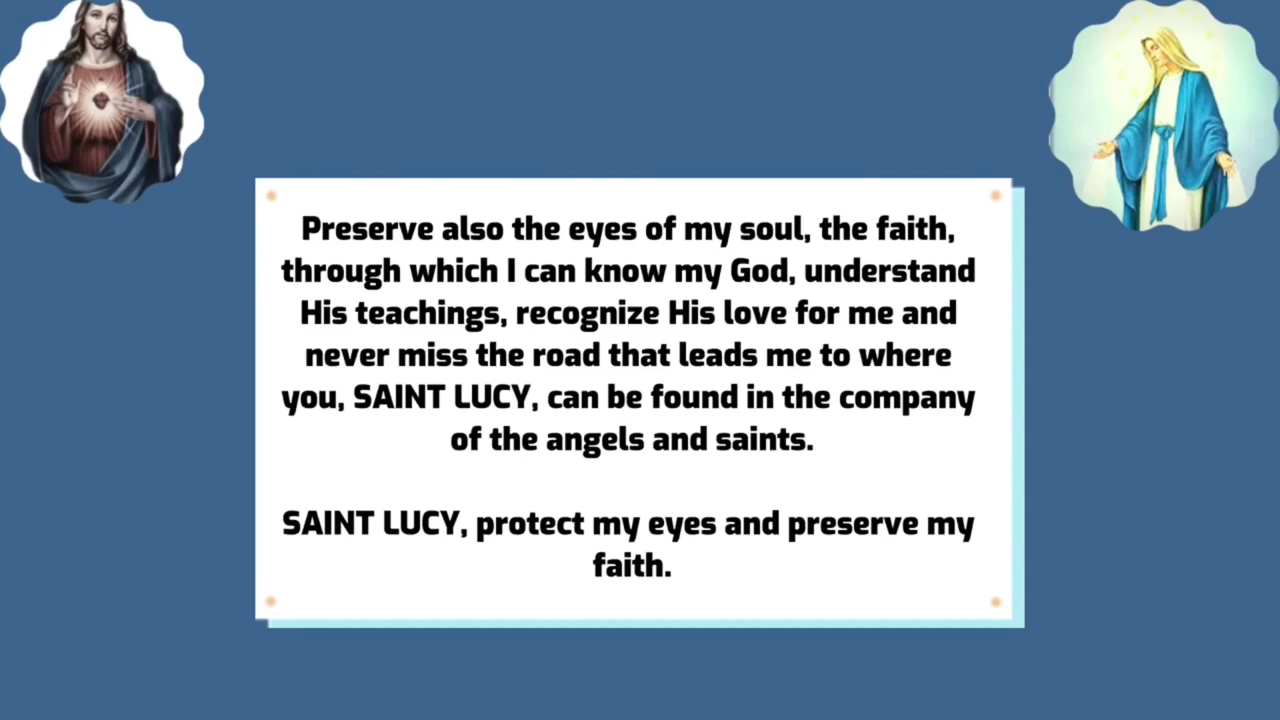 Preserve also the eyes of my soul, the faith,
through which I can know my God, understand
His teachings, recognize His love for me and
never miss the road that leads me to where
you, SAINT LUCY, can be found in the company
of the angels and saints.
SAINT LUCY, protect my eyes and preserve my
faith.